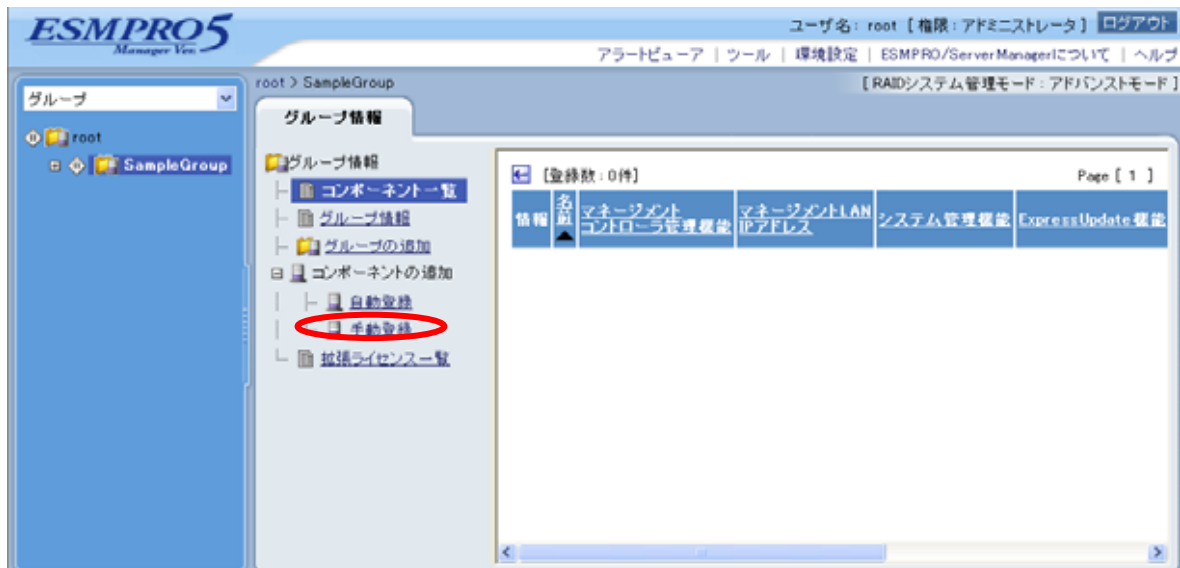 ESMPRO5
Manager Ver.
ユーザ名: root [権限:アドミニストレータ] ログアウト
アラートビューア | ツール | 環境設定 | ESMPRO/ServerManagerについて | ヘルプ
グループ
root
SampleGroup
root > SampleGroup
[RAIDシステム管理モード:アドバンストモード]
グループ情報
グループ情報
コンポーネント一覧
グループ情報
グループの追加
コンポーネントの追加
自動登録
手動登録
拡張ライセンス一覧
[登録数:0件]
Page [ 1 ]
情報 名前 マネージメントコントローラ管理機能 マネージメントLAN IPアドレス システム管理機能 ExpressUpdate機能